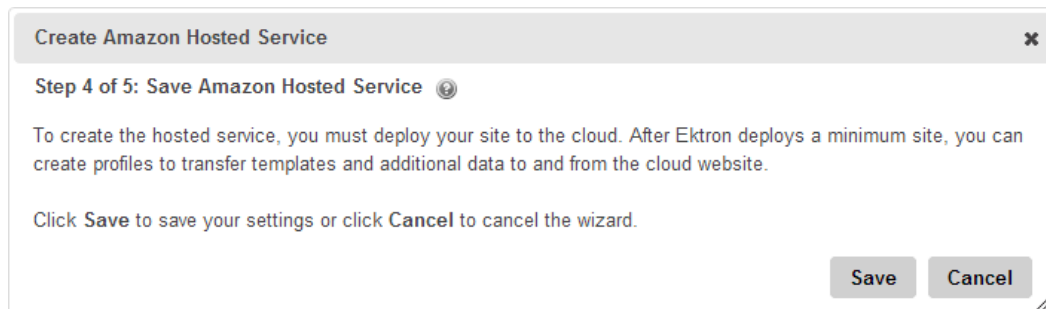 Create Amazon Hosted Service
Step 4 of 5: Save Amazon Hosted Service
To create the hosted service, you must deploy your site to the cloud. After Ektron deploys a minimum site, you can
create profiles to transfer templates and additional data to and from the cloud website.
Click Save to save your settings or click Cancel to cancel the wizard.
Save Cancel